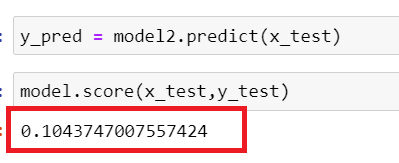 y_pred = model2.predict(x_test)
model.score(x_test,y_test)
0.1043747007557424